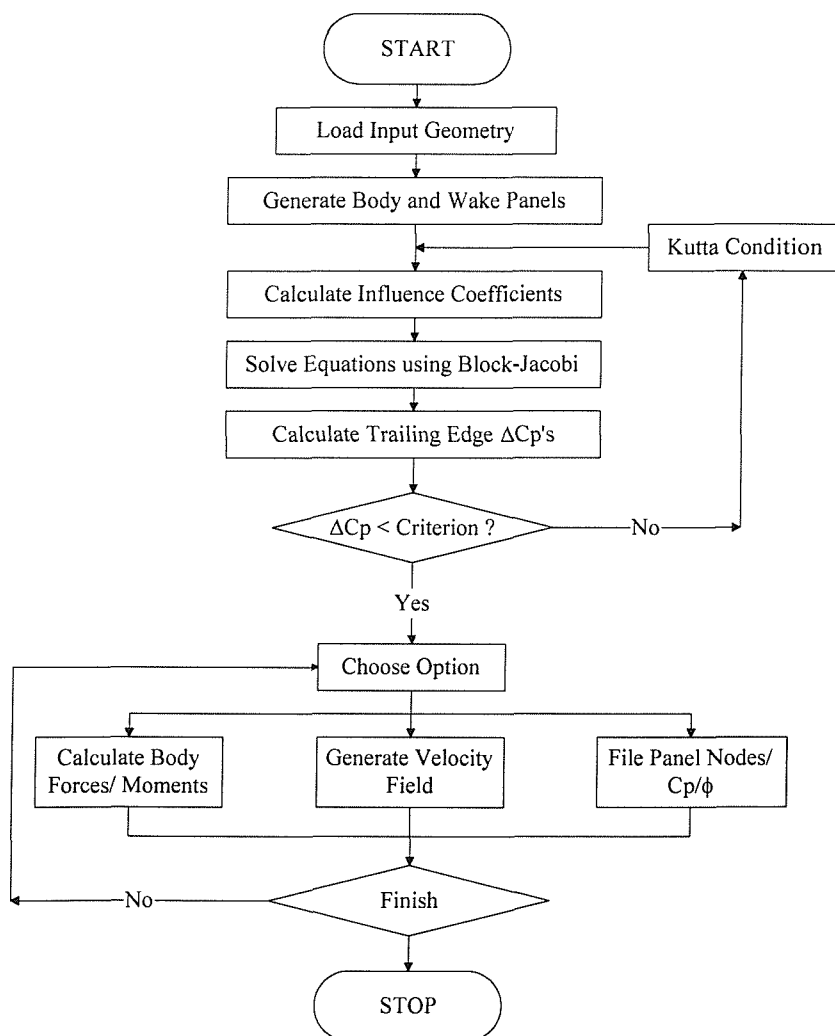 START
Load Input Geometry
Generate Body and Wake Panels
Kutta Condition
Calculate Influence Coefficients
Solve Equations using Block-Jacobi
Calculate Trailing Edge ΔCp's
ΔCp < Criterion ?
No
Yes
Choose Option
Calculate Body
Forces/ Moments
Generate Velocity
Field
File Panel Nodes/
Cp/ϕ
No
Finish
STOP